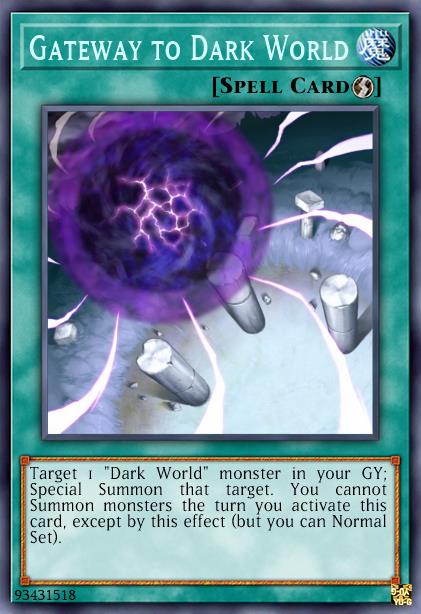 GATEWAY TO DARK WORLD
魔
[SPELL CARD]
Target 1 "Dark World" monster in your GY;
Special Summon that target. You cannot
Summon monsters the turn you activate this
card, except by this effect (but you can Normal
Set).
93431518